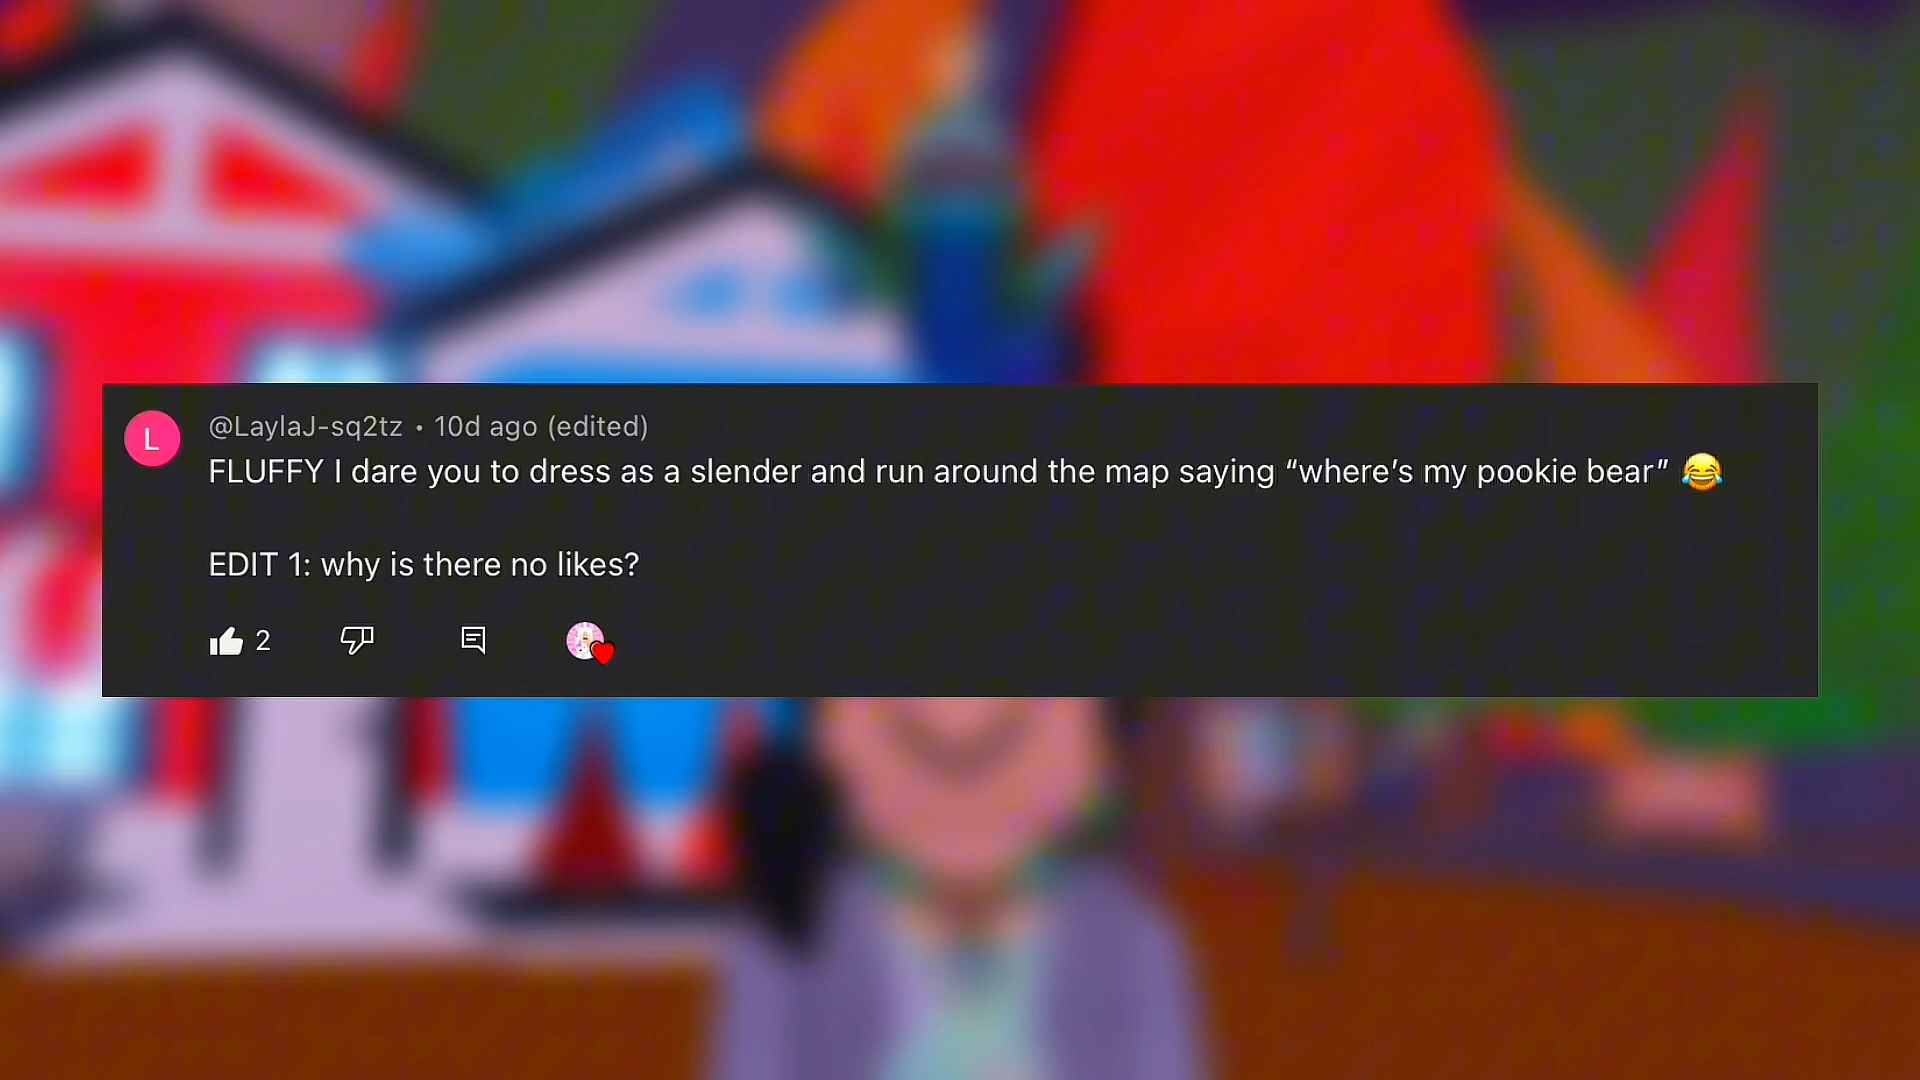 L
@LaylaJ-sq2tz • 10d ago (edited)
FLUFFY I dare you to dress as a slender and run around the map saying “where’s my pookie bear” 😂
EDIT 1: why is there no likes?
2